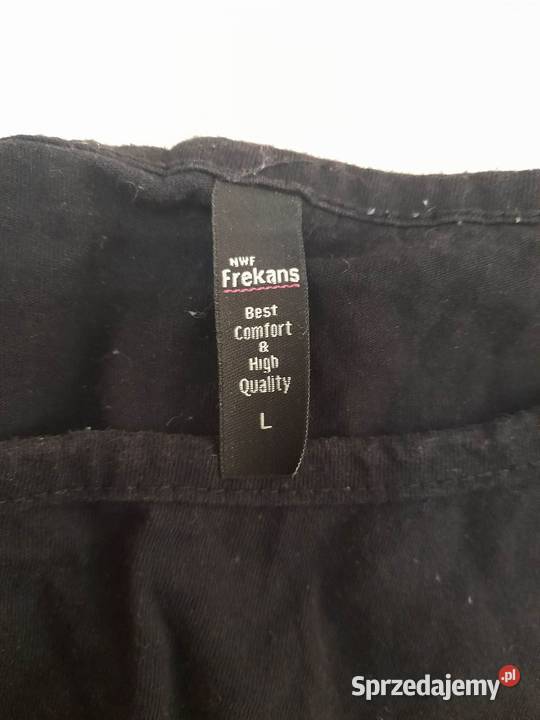 NWF
Frekans
Best
Comfort
&
High
Quality
L
Sprzedajemy.pl